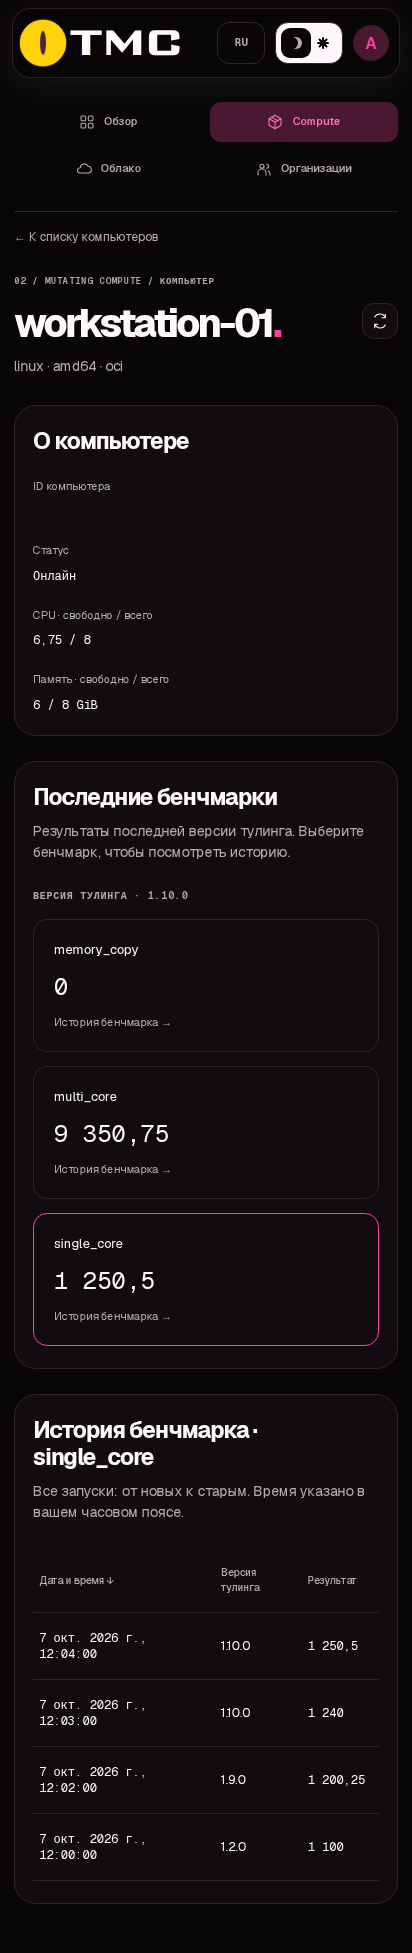 TMC
RU
A
Обзор
Compute
Облако
Организации
← К списку компьютеров
02 / MUTATING COMPUTE / КОМПЬЮТЕР
workstation-01.
linux · amd64 · oci
О компьютере
ID компьютера
Статус
Онлайн
CPU · свободно / всего
6,75 / 8
Память · свободно / всего
6 / 8 GiB
Последние бенчмарки
Результаты последней версии тулинга. Выберите
бенчмарк, чтобы посмотреть историю.
ВЕРСИЯ ТУЛИНГА · 1.10.0
memory_copy
0
История бенчмарка →
multi_core
9 350,75
История бенчмарка →
single_core
1 250,5
История бенчмарка →
История бенчмарка ·
single_core
Все запуски: от новых к старым. Время указано в
вашем часовом поясе.
Дата и время ↓
Версия
тулинга
Результат
7 окт. 2026 г.,
12:04:00
1.10.0
1 250,5
7 окт. 2026 г.,
12:03:00
1.10.0
1 240
7 окт. 2026 г.,
12:02:00
1.9.0
1 200,25
7 окт. 2026 г.,
12:00:00
1.2.0
1 100